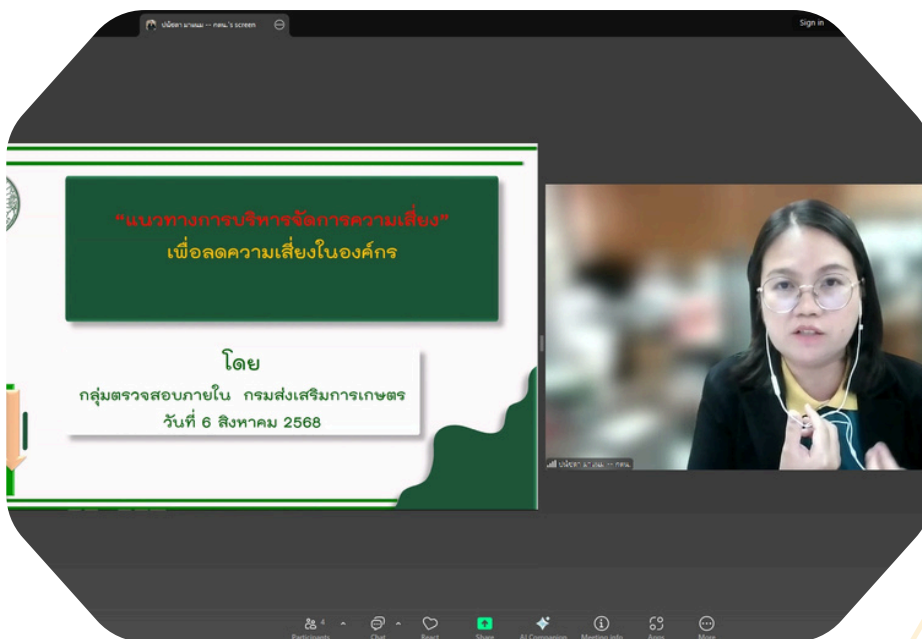 's screen
Sign in
“แนวทางการบริหารจัดการความเสี่ยง”
เพื่อลดความเสี่ยงในองค์กร
โดย
กลุ่มตรวจสอบภายใน กรมส่งเสริมการเกษตร
วันที่ 6 สิงหาคม 2568
4
Participants
Chat
React
Share
AI Companion
Meeting info
Apps
More